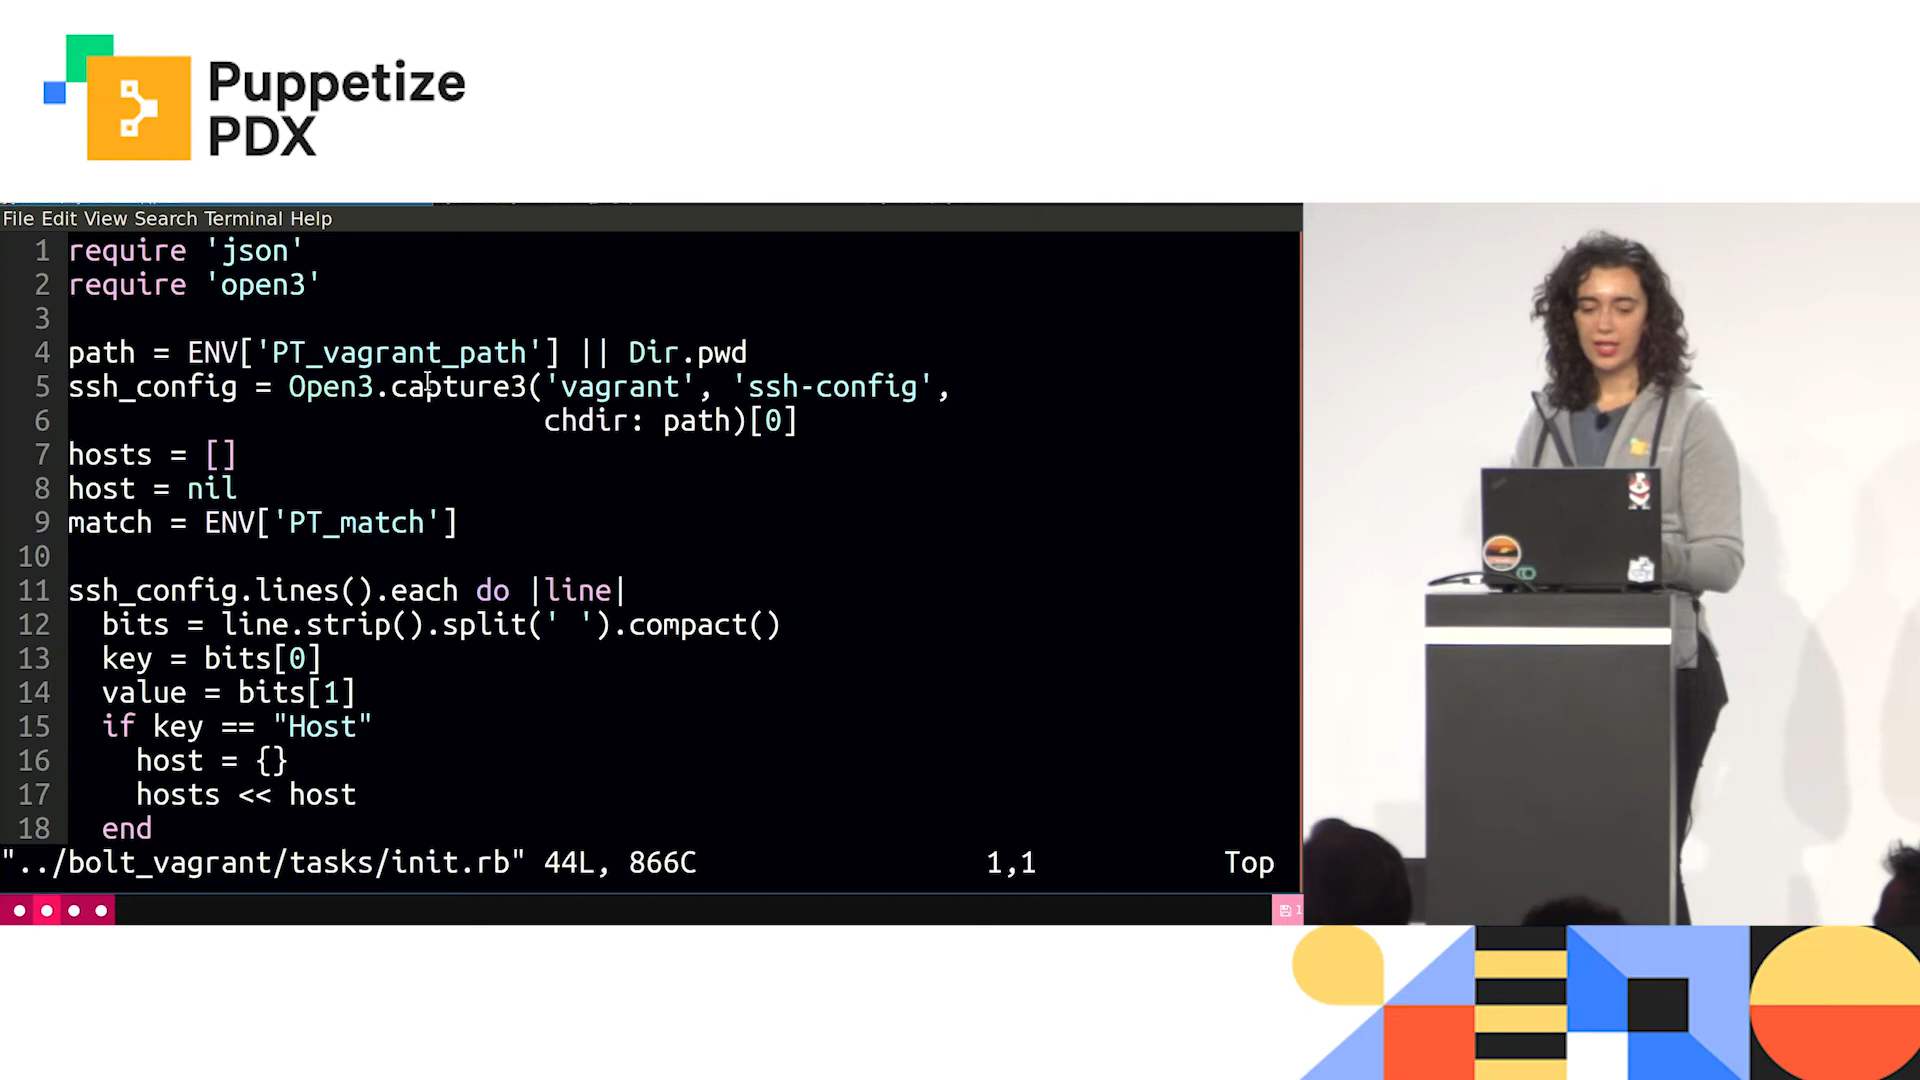 Puppetize
PDX
File Edit View Search Terminal Help
1 require 'json'
2 require 'open3'
3
4 path = ENV['PT_vagrant_path'] || Dir.pwd
5 ssh_config = Open3.capture3('vagrant', 'ssh-config',
6                             chdir: path)[0]
7 hosts = []
8 host = nil
9 match = ENV['PT_match']
10
11 ssh_config.lines().each do |line|
12   bits = line.strip().split(' ').compact()
13   key = bits[0]
14   value = bits[1]
15   if key == "Host"
16     host = {}
17     hosts << host
18   end
"../bolt_vagrant/tasks/init.rb" 44L, 866C 1,1 Top
1